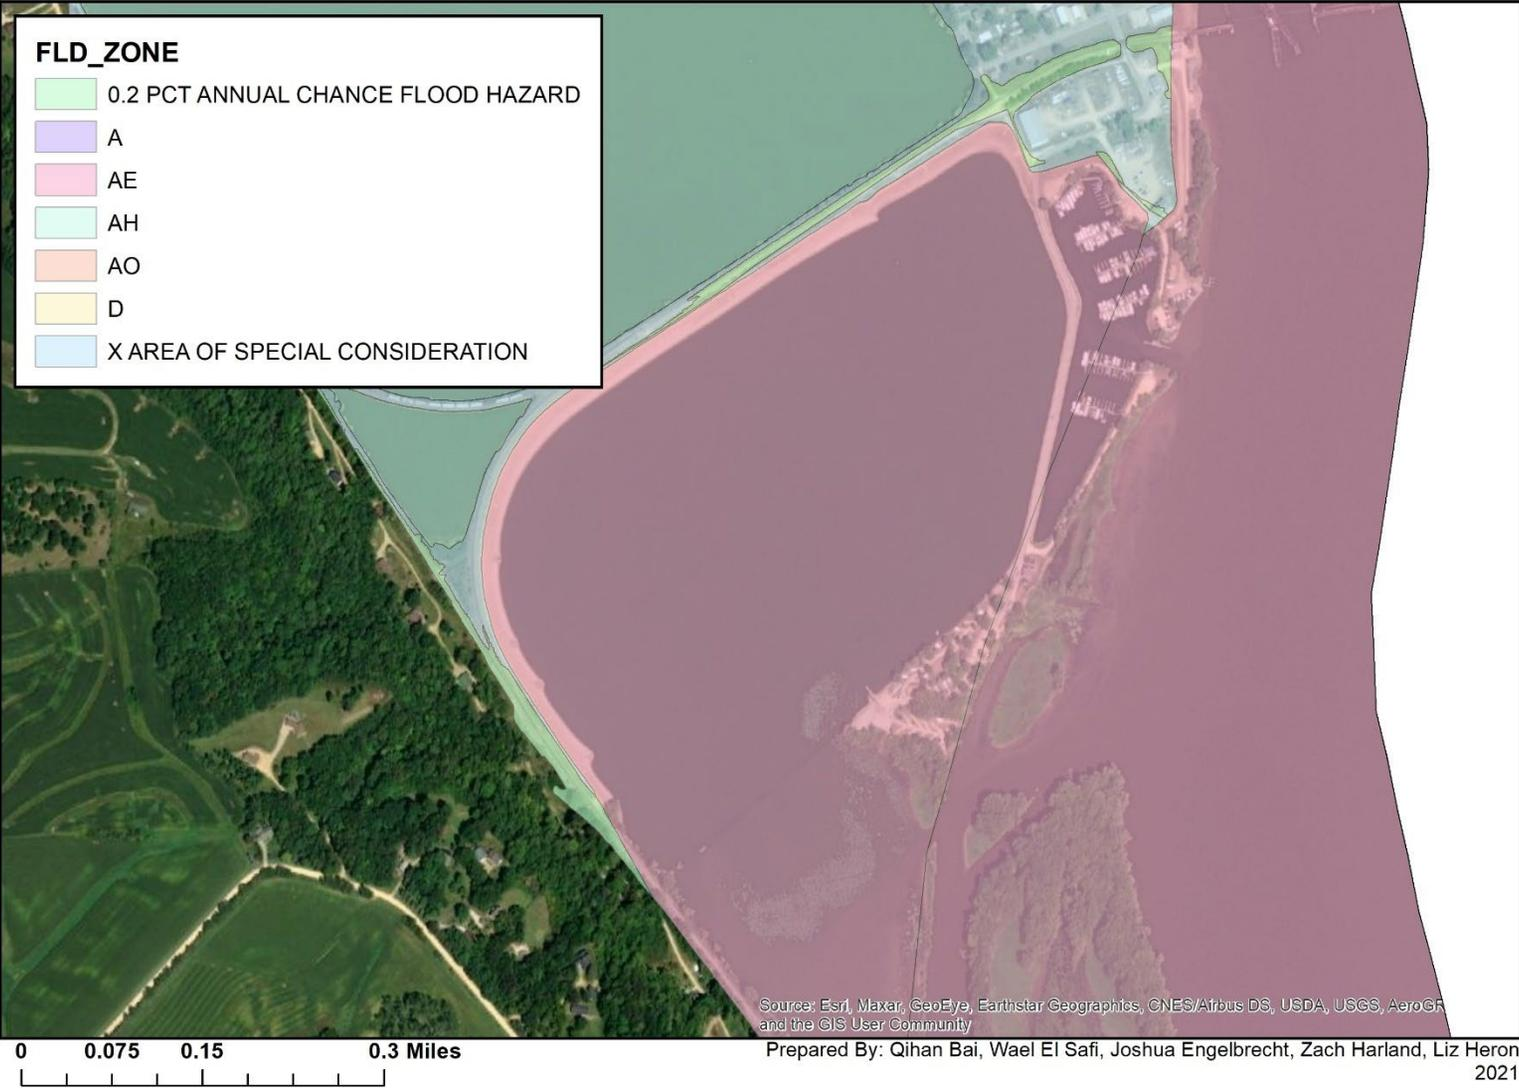 FLD_ZONE
0.2 PCT ANNUAL CHANCE FLOOD HAZARD
A
AE
AH
AO
D
X AREA OF SPECIAL CONSIDERATION
Source: Esri, Maxar, GeoEye, Earthstar Geographics, CNES/Airbus DS, USDA, USGS, AeroGR
and the GIS User Community
0 0.075 0.15 0.3 Miles
Prepared By: Qihan Bai, Wael El Safi, Joshua Engelbrecht, Zach Harland, Liz Heron
2021